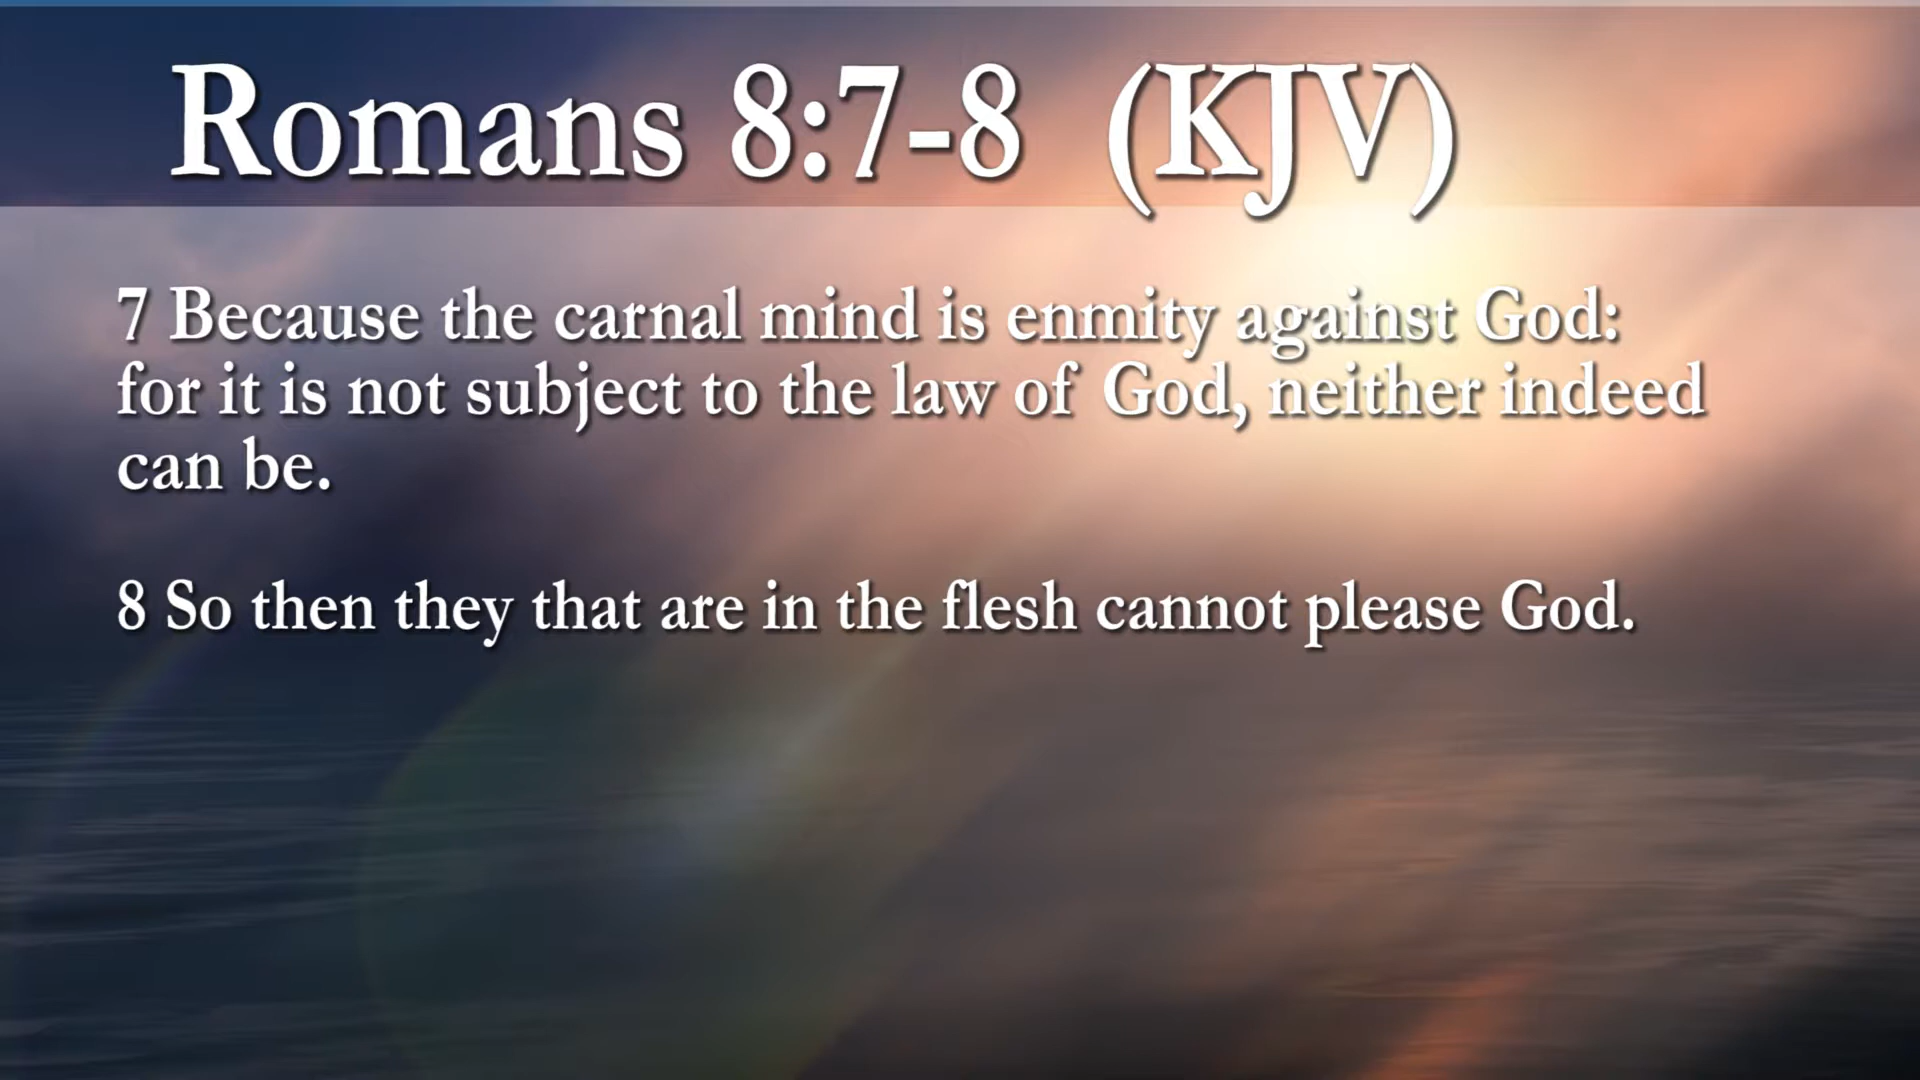 Romans 8:7-8 (KJV)
7 Because the carnal mind is enmity against God:
for it is not subject to the law of God, neither indeed
can be.
8 So then they that are in the flesh cannot please God.